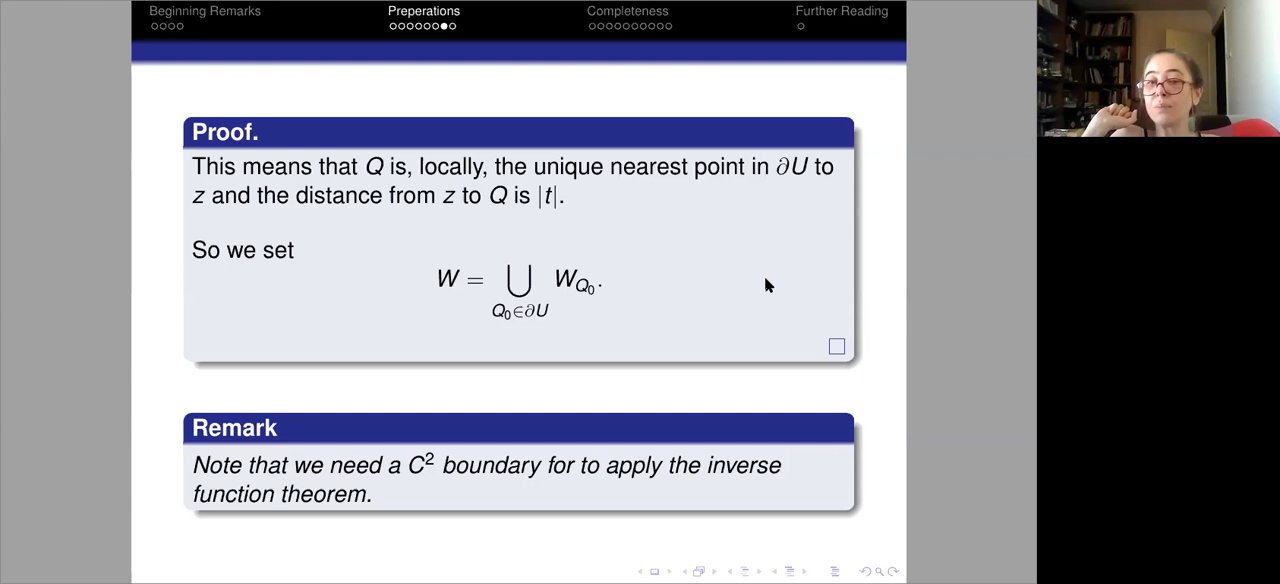 Beginning Remarks Preperations Completeness Further Reading
Proof.
This means that Q is, locally, the unique nearest point in ∂U to
z and the distance from z to Q is |t|.
So we set
W = ⋃_{Q₀∈∂U} W_{Q₀}.
□
Remark
Note that we need a C² boundary for to apply the inverse
function theorem.